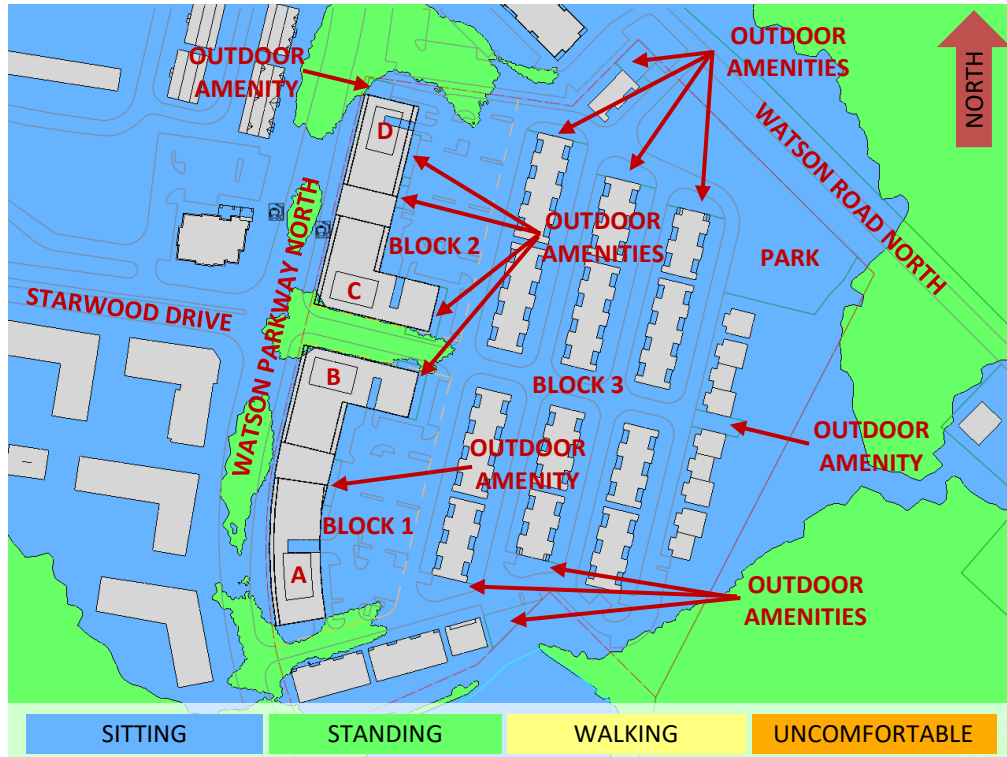 OUTDOOR
AMENITY
OUTDOOR
AMENITIES
NORTH
D
WATSON ROAD NORTH
OUTDOOR
AMENITIES
BLOCK 2
PARK
WATSON PARKWAY NORTH
C
STARWOOD DRIVE
B
BLOCK 3
OUTDOOR
AMENITY
OUTDOOR
AMENITY
BLOCK 1
A
OUTDOOR
AMENITIES
SITTING
STANDING
WALKING
UNCOMFORTABLE